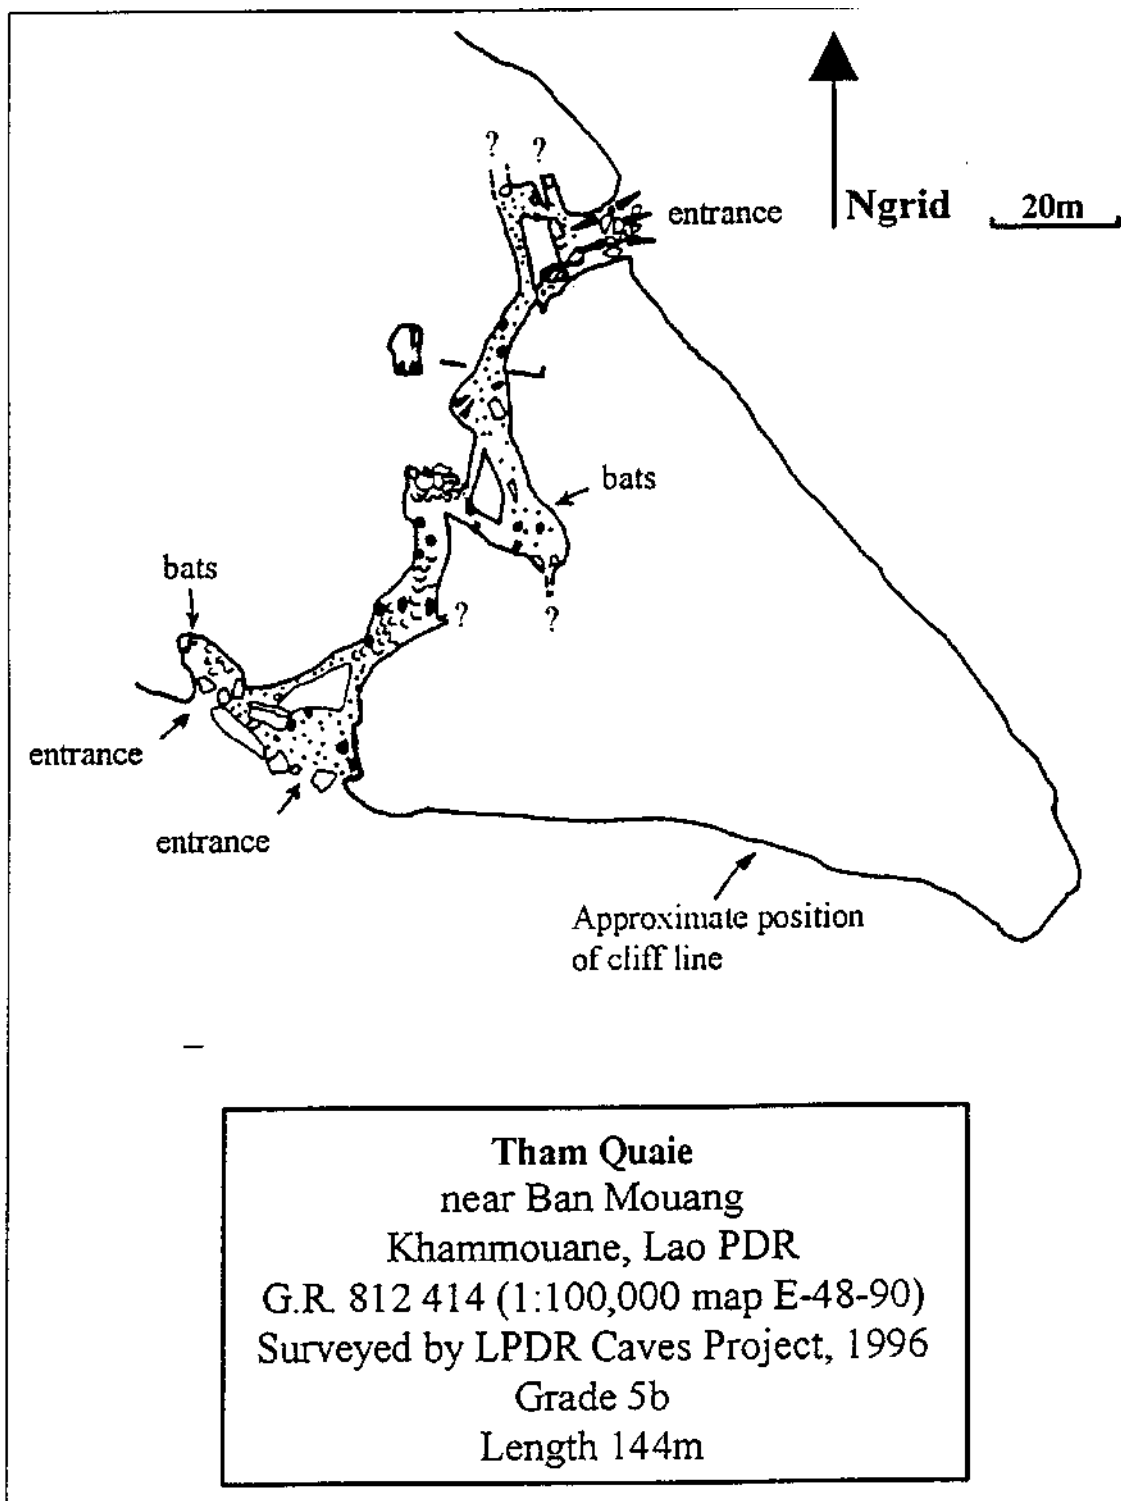 ? ?
entrance
Ngrid
20m
bats
bats
?
?
entrance
entrance
Approximate position
of cliff line
Tham Quaie
near Ban Mouang
Khammouane, Lao PDR
G.R. 812 414 (1:100,000 map E-48-90)
Surveyed by LPDR Caves Project, 1996
Grade 5b
Length 144m